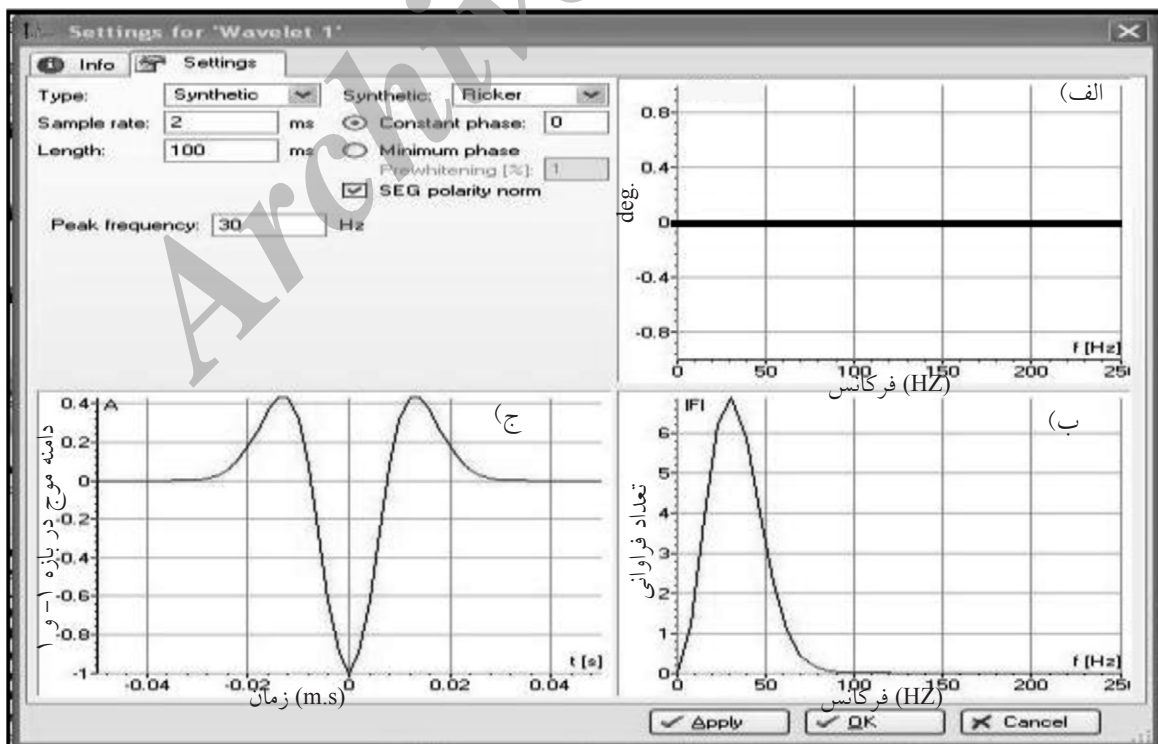 Settings for 'Wavelet 1'
Info Settings
Type: Synthetic Synthetic: Ricker
Sample rate: 2 ms Constant phase: 0
Length: 100 ms Minimum phase
Prewhitening [%]: 1
SEG polarity norm
Peak frequency: 30 Hz
الف)
deg.
0.8
0.4
0
-0.4
-0.8
f [Hz]
0 50 100 150 200 250
فرکانس (HZ)
ج)
A
دامنه موج در بازه (۱- و ۱
0.4
0.2
0
-0.2
-0.4
-0.6
-0.8
-1
t [s]
-0.04 -0.02 0 0.02 0.04
زمان (m.s)
ب)
|F|
تعداد فراوانی
6
5
4
3
2
1
0
f [Hz]
0 50 100 150 200 250
فرکانس (HZ)
Apply OK Cancel
Archive